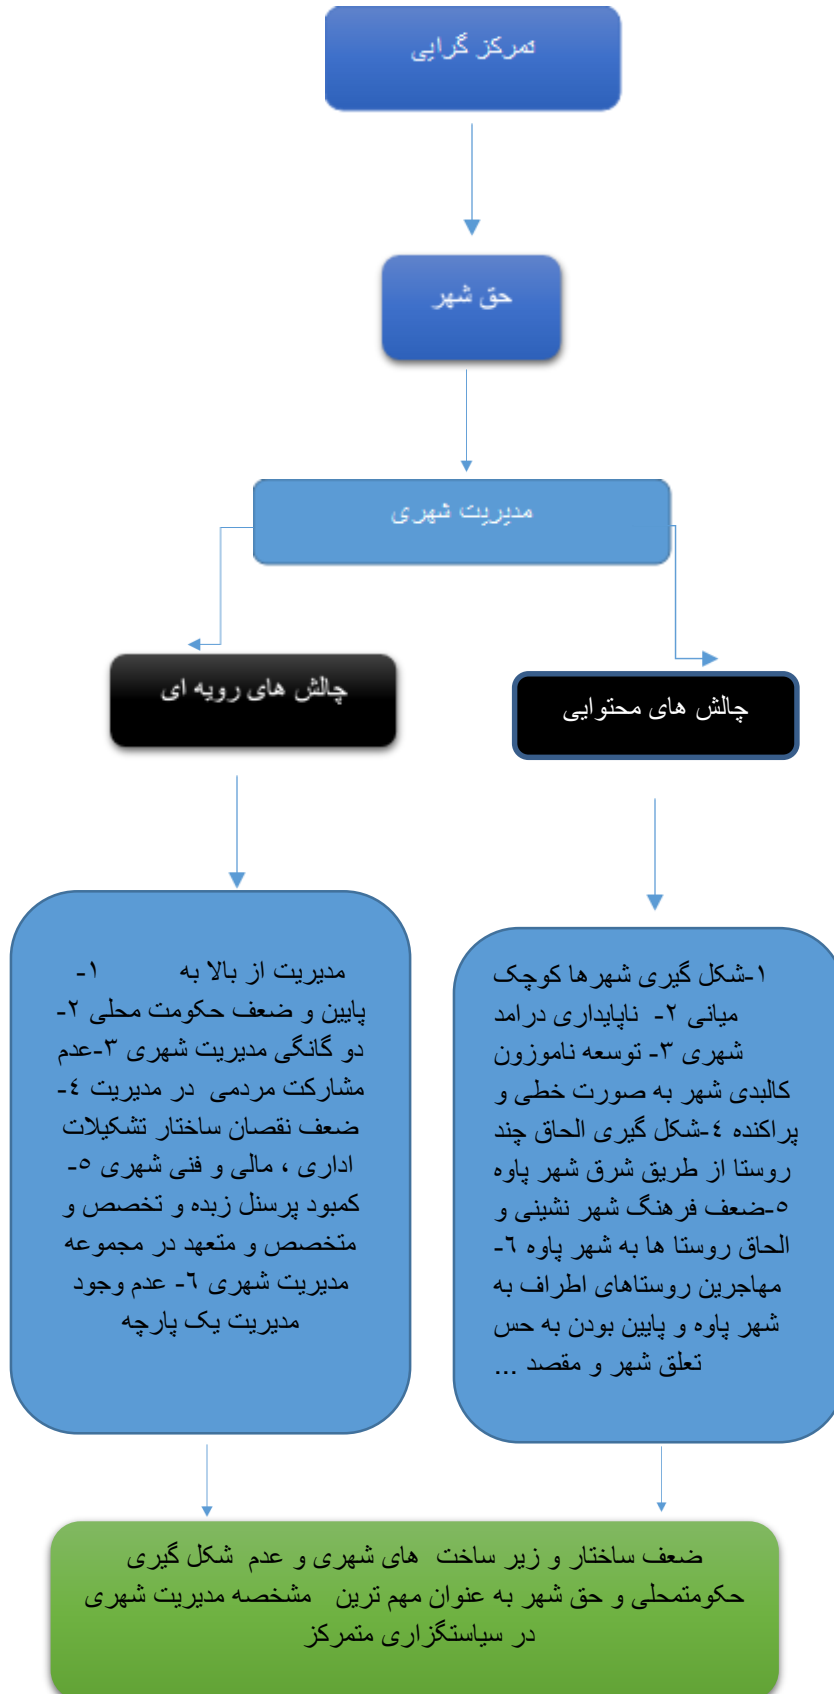 تمرکز گرایی
حق شهر
مدیریت شهری
چالش های محتوایی
چالش های رویه ای
۱-شکل گیری شهرها کوچک
میانی ۲- ناپایداری درامد
شهری ۳- توسعه ناموزون
کالبدی شهر به صورت خطی و
پراکنده ٤-شکل گیری الحاق چند
روستا از طریق شرق شهر پاوه
٥-ضعف فرهنگ شهر نشینی و
الحاق روستا ها به شهر پاوه ٦-
مهاجرین روستاهای اطراف به
شهر پاوه و پایین بودن به حس
تعلق شهر و مقصد ...
۱- مدیریت از بالا به
پایین و ضعف حکومت محلی ۲-
دو گانگی مدیریت شهری ۳-عدم
مشارکت مردمی در مدیریت ٤-
ضعف نقصان ساختار تشکیلات
اداری ، مالی و فنی شهری ٥-
کمبود پرسنل زبده و تخصص و
متخصص و متعهد در مجموعه
مدیریت شهری ٦- عدم وجود
مدیریت یک پارچه
ضعف ساختار و زیر ساخت های شهری و عدم شکل گیری
حکومتمحلی و حق شهر به عنوان مهم ترین مشخصه مدیریت شهری
در سیاستگزاری متمرکز